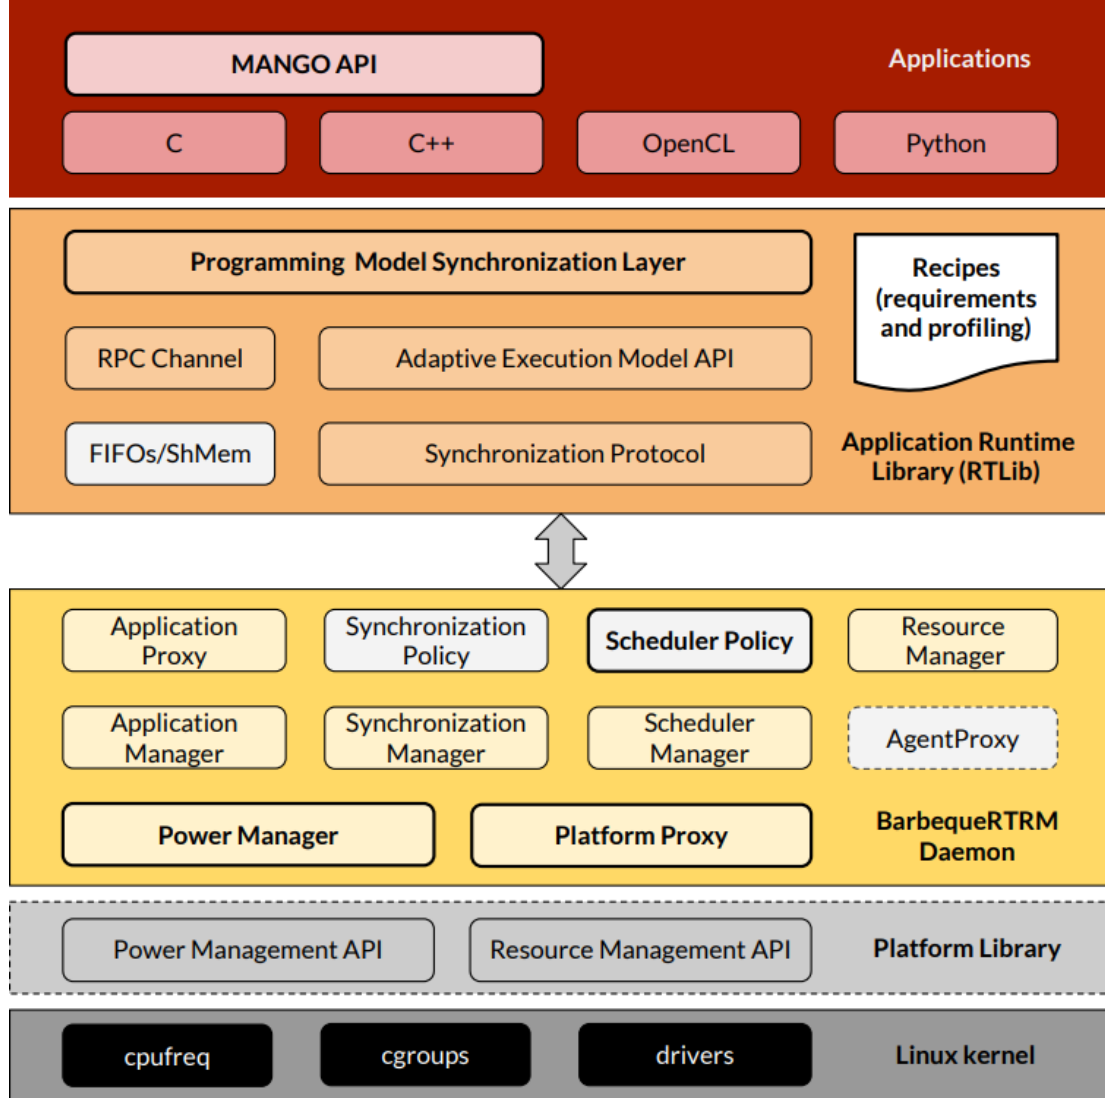 MANGO API
Applications
C
C++
OpenCL
Python
Programming Model Synchronization Layer
Recipes
(requirements
and profiling)
RPC Channel
Adaptive Execution Model API
FIFOs/ShMem
Synchronization Protocol
Application Runtime
Library (RTLib)
Application
Proxy
Synchronization
Policy
Scheduler Policy
Resource
Manager
Application
Manager
Synchronization
Manager
Scheduler
Manager
AgentProxy
Power Manager
Platform Proxy
BarbequeRTRM
Daemon
Power Management API
Resource Management API
Platform Library
cpufreq
cgroups
drivers
Linux kernel